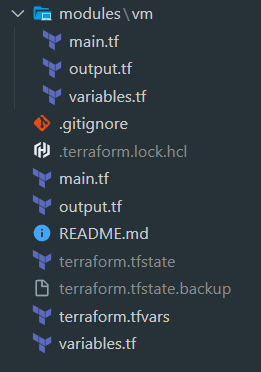 modules\vm
main.tf
output.tf
variables.tf
.gitignore
.terraform.lock.hcl
main.tf
output.tf
README.md
terraform.tfstate
terraform.tfstate.backup
terraform.tfvars
variables.tf